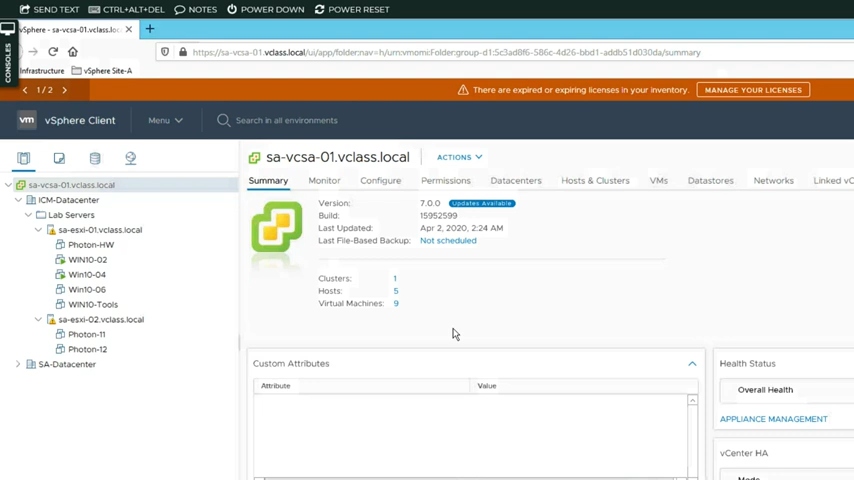 SEND TEXT CTRL+ALT+DEL NOTES POWER DOWN POWER RESET
CONSOLES
vSphere - sa-vcsa-01.vclass.loc
https://sa-vcsa-01.vclass.local/ui/app/folder;nav=h/urn:vmomi:Folder:group-d1:5c3ad8f6-586c-4d26-bbd1-addb51d030da/summary
Infrastructure vSphere Site-A
1/2 There are expired or expiring licenses in your inventory. MANAGE YOUR LICENSES
vm vSphere Client Menu Search in all environments
sa-vcsa-01.vclass.local ACTIONS
Summary Monitor Configure Permissions Datacenters Hosts & Clusters VMs Datastores Networks Linked vC
sa-vcsa-01.vclass.local
ICM-Datacenter
Lab Servers
sa-esxi-01.vclass.local
Photon-HW
WIN10-02
Win10-04
Win10-06
WIN10-Tools
sa-esxi-02.vclass.local
Photon-11
Photon-12
SA-Datacenter
Version: 7.0.0 Updates Available
Build: 15952599
Last Updated: Apr 2, 2020, 2:24 AM
Last File-Based Backup: Not scheduled
Clusters: 1
Hosts: 5
Virtual Machines: 9
Custom Attributes
Attribute Value
Health Status
Overall Health
APPLIANCE MANAGEMENT
vCenter HA
Mode